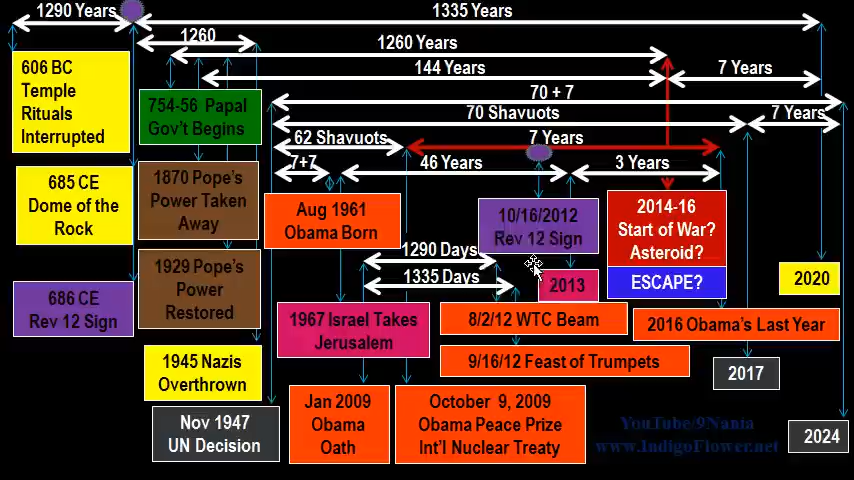 1290 Years
1335 Years
1260
1260 Years
144 Years
7 Years
70 + 7
70 Shavuots
7 Years
62 Shavuots
7 Years
7+7
46 Years
3 Years
606 BC
Temple
Rituals
Interrupted
754-56 Papal
Gov't Begins
685 CE
Dome of the
Rock
1870 Pope's
Power Taken
Away
Aug 1961
Obama Born
10/16/2012
Rev 12 Sign
2014-16
Start of War?
Asteroid?
ESCAPE?
1290 Days
1335 Days
2013
2020
1929 Pope's
Power
Restored
686 CE
Rev 12 Sign
1967 Israel Takes
Jerusalem
8/2/12 WTC Beam
2016 Obama's Last Year
9/16/12 Feast of Trumpets
1945 Nazis
Overthrown
2017
Nov 1947
UN Decision
Jan 2009
Obama
Oath
October 9, 2009
Obama Peace Prize
Int'l Nuclear Treaty
YouTube/9Nania
www.IndigoFlower.net
2024